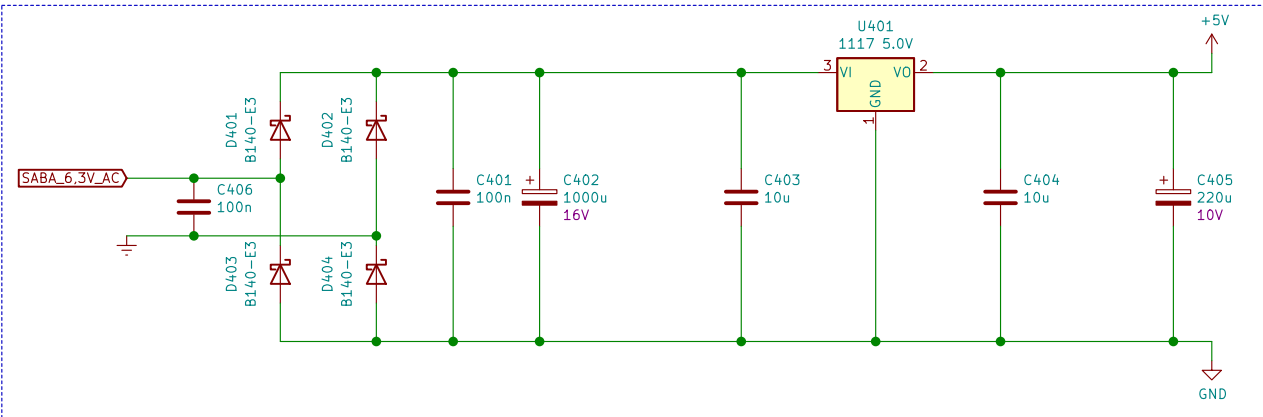 +5V
U401
1117 5.0V
3
VI
VO
2
GND
1
D401
B140-E3
D402
B140-E3
SABA_6,3V_AC
C406
100n
C401
100n
C402
1000u
16V
C403
10u
C404
10u
C405
220u
10V
D403
B140-E3
D404
B140-E3
+
+
GND